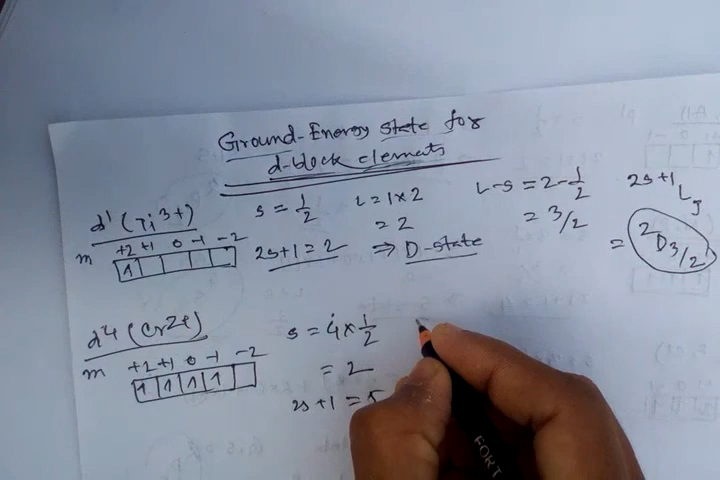 Ground-Energy state for
d-block elements
d¹ (Ti³⁺)
m +2 +1 0 -1 -2
1
s = 1/2
2s+1 = 2
L = 1×2
= 2
⇒ D-state
L-s = 2-1/2
= 3/2
2s+1 L J
= ²D3/2
d⁴ (Cr2+)
m +2 +1 0 -1 -2
1 1 1 1
s = 4×1/2
= 2
2s+1 = 5
FORT